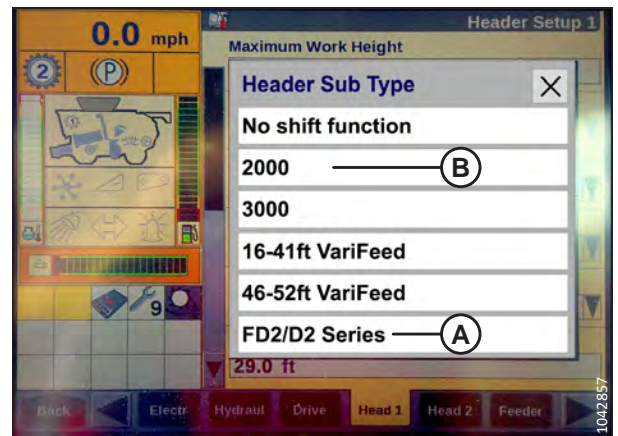 0.0 mph
Header Setup 1
Maximum Work Height
2
P
Header Sub Type
No shift function
2000
B
3000
16-41ft VariFeed
46-52ft VariFeed
FD2/D2 Series
A
9
29.0 ft
Back
Electr
Hydraul
Drive
Head 1
Head 2
Feeder
1042857